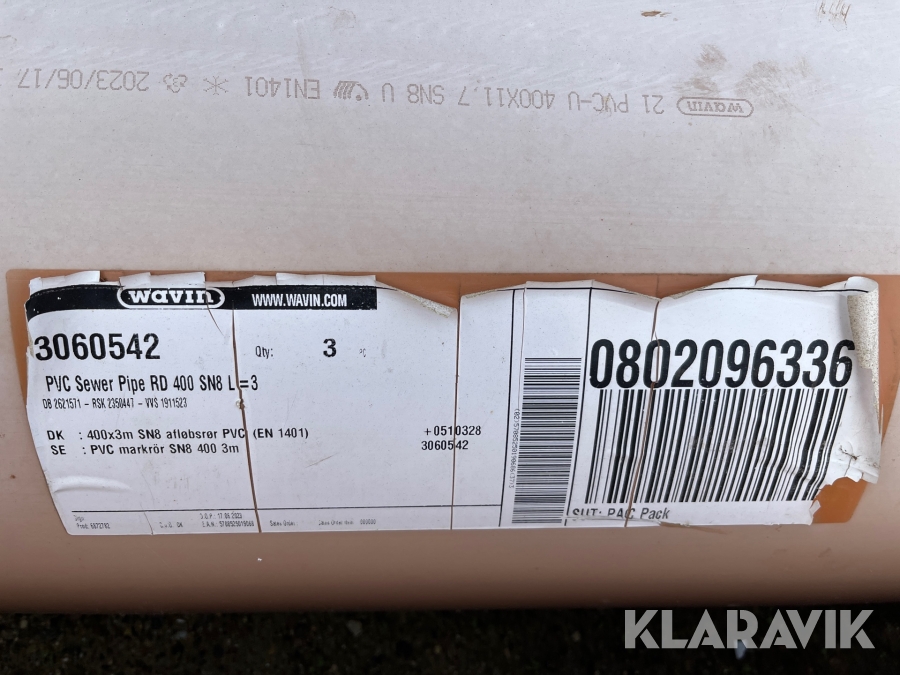 wavin 21 PVC-U 400X11.7 SN8 U EN1401 2023/06/17
wavin WWW.WAVIN.COM
3060542 Qty: 3 PC
PVC Sewer Pipe RD 400 SN8 L=3
DB 2621571 - RSK 2350447 - VVS 1911523
DK : 400x3m SN8 afløbsrør PVC (EN 1401) +0510328
SE : PVC markrör SN8 400 3m 3060542
0802096336
SUT: PAC Pack
KLARAVIK